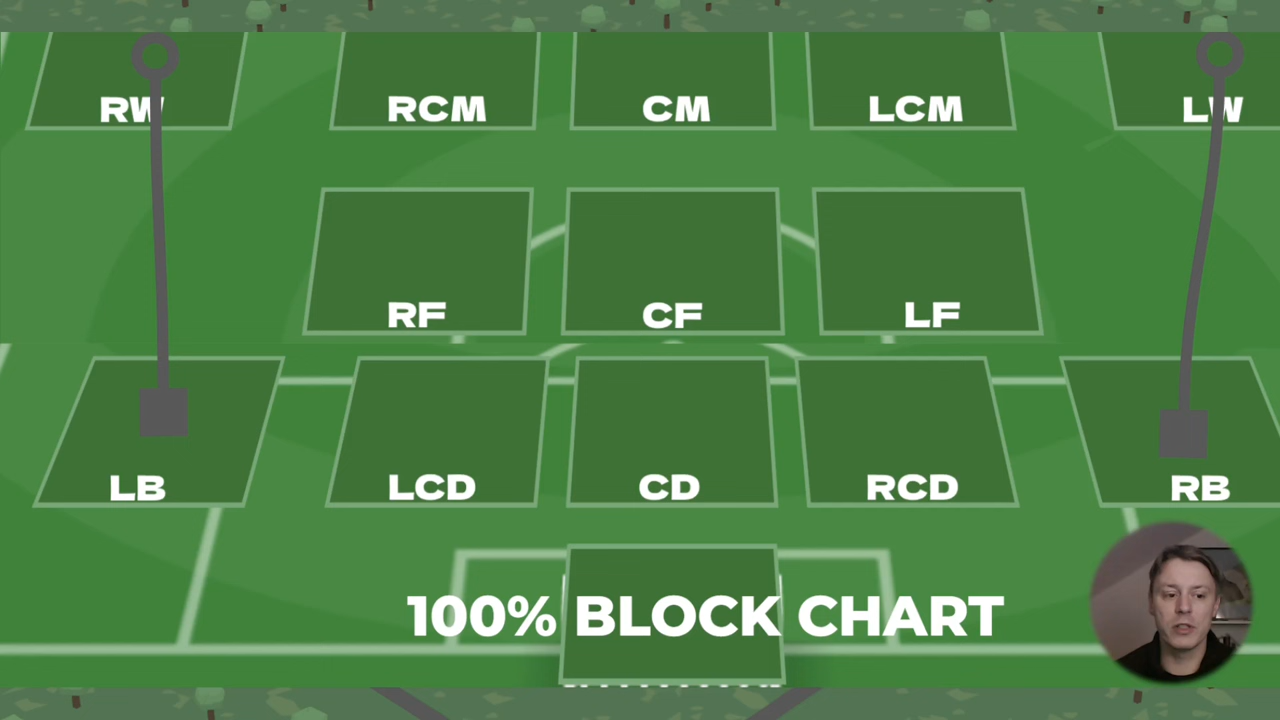 RW RCM CM LCM LW
RF CF LF
LB LCD CD RCD RB
100% BLOCK CHART